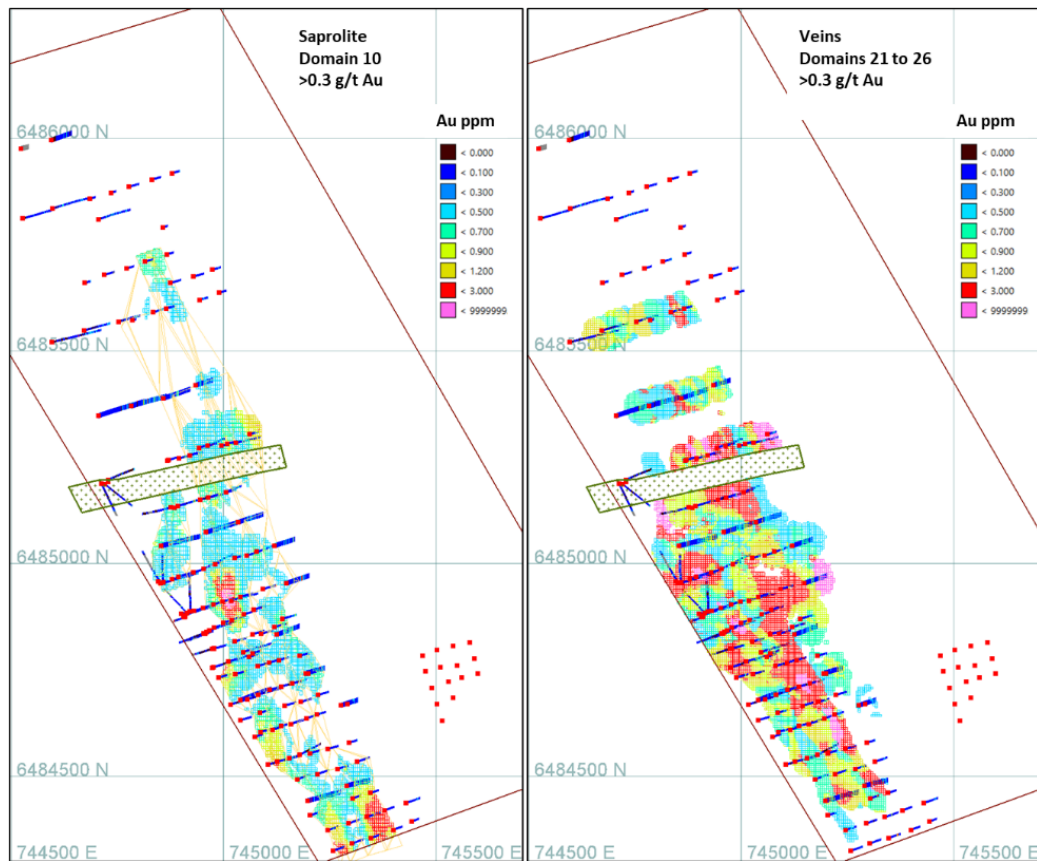 Saprolite
Domain 10
>0.3 g/t Au
Au ppm
< 0.000
< 0.100
< 0.300
< 0.500
< 0.700
< 0.900
< 1.200
< 3.000
< 9999999
6486000 N
6485500 N
6485000 N
6484500 N
744500 E
745000 E
745500 E
Veins
Domains 21 to 26
>0.3 g/t Au
Au ppm
< 0.000
< 0.100
< 0.300
< 0.500
< 0.700
< 0.900
< 1.200
< 3.000
< 9999999
6486000 N
6485500 N
6485000 N
6484500 N
744500 E
745000 E
745500 E